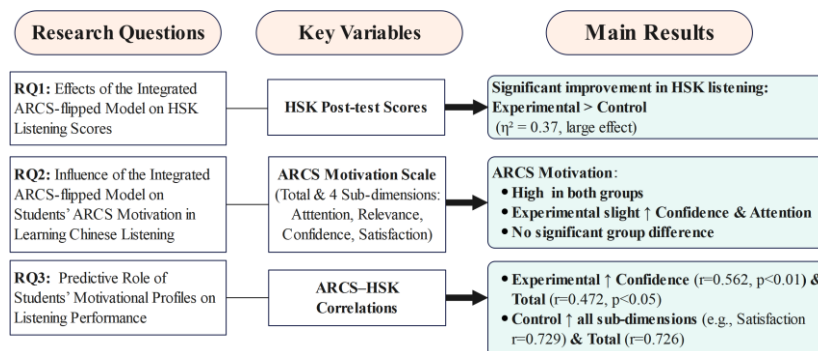 Research Questions
Key Variables
Main Results
RQ1: Effects of the Integrated
ARCS-flipped Model on HSK
Listening Scores
HSK Post-test Scores
Significant improvement in HSK listening:
Experimental > Control
(η² = 0.37, large effect)
RQ2: Influence of the Integrated
ARCS-flipped Model on
Students' ARCS Motivation in
Learning Chinese Listening
ARCS Motivation Scale
(Total & 4 Sub-dimensions:
Atttention, Relevance,
Confidence, Satisfaction)
ARCS Motivation:
● High in both groups
● Experimental slight ↑ Confidence & Attention
● No significant group difference
RQ3: Predictive Role of
Students' Motivational Profiles on
Listening Performance
ARCS–HSK
Correlations
● Experimental ↑ Confidence (r=0.562, p<0.01) &
Total (r=0.472, p<0.05)
● Control ↑ all sub-dimensions (e.g., Satisfaction
r=0.729) & Total (r=0.726)